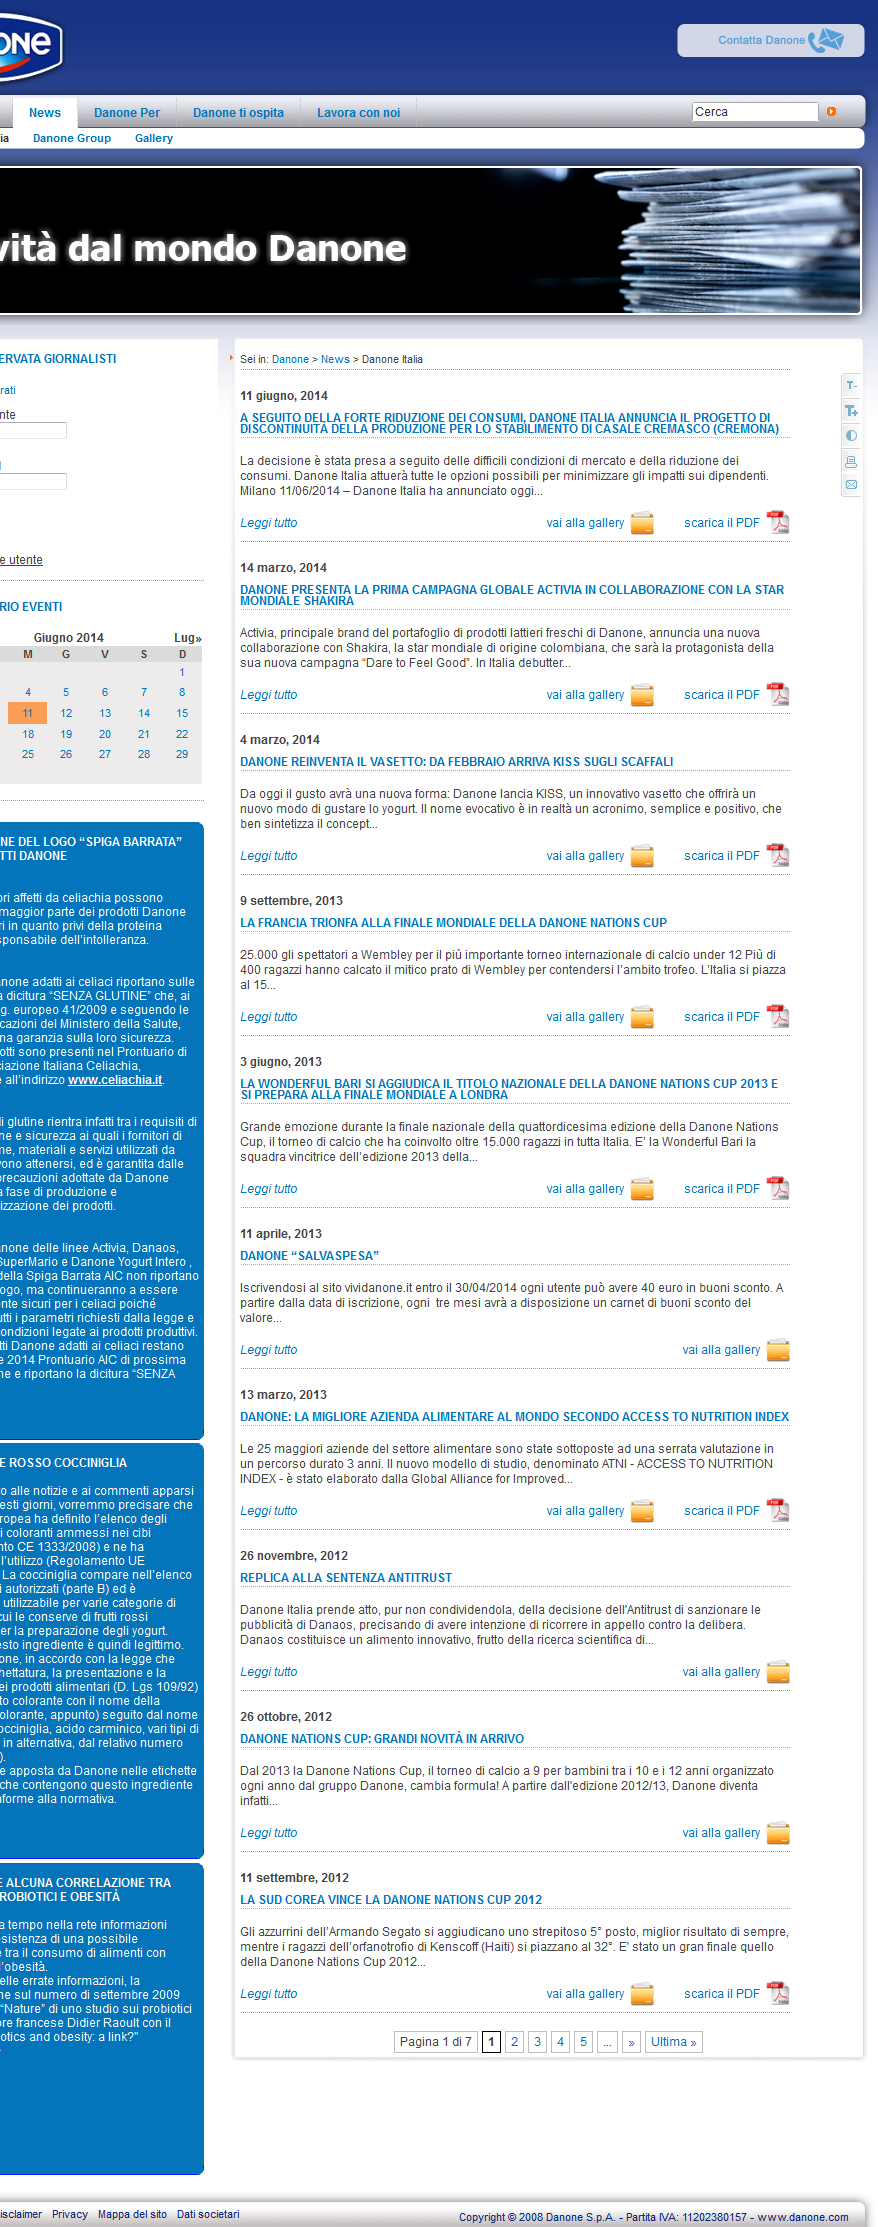 Contatta Danone
News
Danone Per
Danone ti ospita
Lavora con noi
Cerca
Danone Group
Gallery
dal mondo Danone
GIORNALISTI
e utente
EVENTI
Giugno 2014
Lug»
M G V S D
1
4 5 6 7 8
11 12 13 14 15
18 19 20 21 22
25 26 27 28 29
DEL LOGO “SPIGA BARRATA”
DANONE
affetti da celiachia possono
maggior parte dei prodotti Danone
in quanto privi della proteina
dell’intolleranza.
adatti ai celiaci riportano sulle
dicitura “SENZA GLUTINE” che, ai
europeo 41/2009 e seguendo le
del Ministero della Salute,
garanzia sulla loro sicurezza.
sono presenti nel Prontuario di
Italiana Celiachia,
all’indirizzo www.celiachia.it.
di glutine rientra infatti tra i requisiti di
e sicurezza ai quali i fornitori di
materiali e servizi utilizzati da
attenersi, ed è garantita dalle
precauzioni adottate da Danone
fase di produzione e
dei prodotti.
delle linee Activia, Danaos,
SuperMario e Danone Yogurt Intero ,
della Spiga Barrata AIC non riportano
ma continueranno a essere
sicuri per i celiaci poiché
i parametri richiesti dalla legge e
condizioni legate ai prodotti produttivi.
Danone adatti ai celiaci restano
2014 Prontuario AIC di prossima
e riportano la dicitura “SENZA
ROSSO COCCINIGLIA
alle notizie e ai commenti apparsi
giorni, vorremmo precisare che
ha definito l’elenco degli
i coloranti ammessi nei cibi
CE 1333/2008) e ne ha
l’utilizzo (Regolamento UE
La cocciniglia compare nell’elenco
autorizzati (parte B) ed è
utilizzabile per varie categorie di
cui le conserve di frutti rossi
per la preparazione degli yogurt.
ingrediente è quindi legittimo.
in accordo con la legge che
la presentazione e la
prodotti alimentari (D. Lgs 109/92)
colorante con il nome della
appunto) seguito dal nome
acido carminico, vari tipi di
in alternativa, dal relativo numero
).
apposta da Danone nelle etichette
che contengono questo ingrediente
alla normativa.
ALCUNA CORRELAZIONE TRA
PROBIOTICI E OBESITÀ
tempo nella rete informazioni
di una possibile
tra il consumo di alimenti con
l’obesità.
errate informazioni, la
sul numero di settembre 2009
“Nature” di uno studio sui probiotici
francese Didier Raoult con il
and obesity: a link?"
Sei in: Danone > News > Danone Italia
T-
T+
11 giugno, 2014
A SEGUITO DELLA FORTE RIDUZIONE DEI CONSUMI, DANONE ITALIA ANNUNCIA IL PROGETTO DI
DISCONTINUITÀ DELLA PRODUZIONE PER LO STABILIMENTO DI CASALE CREMASCO (CREMONA)
La decisione è stata presa a seguito delle difficili condizioni di mercato e della riduzione dei
consumi. Danone Italia attuerà tutte le opzioni possibili per minimizzare gli impatti sui dipendenti.
Milano 11/06/2014 – Danone Italia ha annunciato oggi...
Leggi tutto vai alla gallery scarica il PDF
14 marzo, 2014
DANONE PRESENTA LA PRIMA CAMPAGNA GLOBALE ACTIVIA IN COLLABORAZIONE CON LA STAR
MONDIALE SHAKIRA
Activia, principale brand del portafoglio di prodotti lattieri freschi di Danone, annuncia una nuova
collaborazione con Shakira, la star mondiale di origine colombiana, che sarà la protagonista della
sua nuova campagna “Dare to Feel Good”. In Italia debutter...
Leggi tutto vai alla gallery scarica il PDF
4 marzo, 2014
DANONE REINVENTA IL VASETTO: DA FEBBRAIO ARRIVA KISS SUGLI SCAFFALI
Da oggi il gusto avrà una nuova forma: Danone lancia KISS, un innovativo vasetto che offrirà un
nuovo modo di gustare lo yogurt. Il nome evocativo è in realtà un acronimo, semplice e positivo, che
ben sintetizza il concept...
Leggi tutto vai alla gallery scarica il PDF
9 settembre, 2013
LA FRANCIA TRIONFA ALLA FINALE MONDIALE DELLA DANONE NATIONS CUP
25.000 gli spettatori a Wembley per il più importante torneo internazionale di calcio under 12 Più di
400 ragazzi hanno calcato il mitico prato di Wembley per contendersi l’ambito trofeo. L’Italia si piazza
al 15...
Leggi tutto vai alla gallery scarica il PDF
3 giugno, 2013
LA WONDERFUL BARI SI AGGIUDICA IL TITOLO NAZIONALE DELLA DANONE NATIONS CUP 2013 E
SI PREPARA ALLA FINALE MONDIALE A LONDRA
Grande emozione durante la finale nazionale della quattordicesima edizione della Danone Nations
Cup, il torneo di calcio che ha coinvolto oltre 15.000 ragazzi in tutta Italia. E’ la Wonderful Bari la
squadra vincitrice dell’edizione 2013 della...
Leggi tutto vai alla gallery scarica il PDF
11 aprile, 2013
DANONE “SALVASPESA”
Iscrivendosi al sito vividanone.it entro il 30/04/2014 ogni utente può avere 40 euro in buoni sconto. A
partire dalla data di iscrizione, ogni tre mesi avrà a disposizione un carnet di buoni sconto del
valore...
Leggi tutto vai alla gallery
13 marzo, 2013
DANONE: LA MIGLIORE AZIENDA ALIMENTARE AL MONDO SECONDO ACCESS TO NUTRITION INDEX
Le 25 maggiori aziende del settore alimentare sono state sottoposte ad una serrata valutazione in
un percorso durato 3 anni. Il nuovo modello di studio, denominato ATNI - ACCESS TO NUTRITION
INDEX - è stato elaborato dalla Global Alliance for Improved...
Leggi tutto vai alla gallery scarica il PDF
26 novembre, 2012
REPLICA ALLA SENTENZA ANTITRUST
Danone Italia prende atto, pur non condividendola, della decisione dell'Antitrust di sanzionare le
pubblicità di Danaos, precisando di avere intenzione di ricorrere in appello contro la delibera.
Danaos costituisce un alimento innovativo, frutto della ricerca scientifica di...
Leggi tutto vai alla gallery
26 ottobre, 2012
DANONE NATIONS CUP: GRANDI NOVITÀ IN ARRIVO
Dal 2013 la Danone Nations Cup, il torneo di calcio a 9 per bambini tra i 10 e i 12 anni organizzato
ogni anno dal gruppo Danone, cambia formula! A partire dall'edizione 2012/13, Danone diventa
infatti...
Leggi tutto vai alla gallery
11 settembre, 2012
LA SUD COREA VINCE LA DANONE NATIONS CUP 2012
Gli azzurrini dell’Armando Segato si aggiudicano uno strepitoso 5° posto, miglior risultato di sempre,
mentre i ragazzi dell’orfanotrofio di Kenscoff (Haiti) si piazzano al 32°. E' stato un gran finale quello
della Danone Nations Cup 2012...
Leggi tutto vai alla gallery scarica il PDF
Pagina 1 di 7 1 2 3 4 5 ... » Ultima »
Privacy Mappa del sito Dati societari
Copyright © 2008 Danone S.p.A. - Partita IVA: 11202380157 - www.danone.com